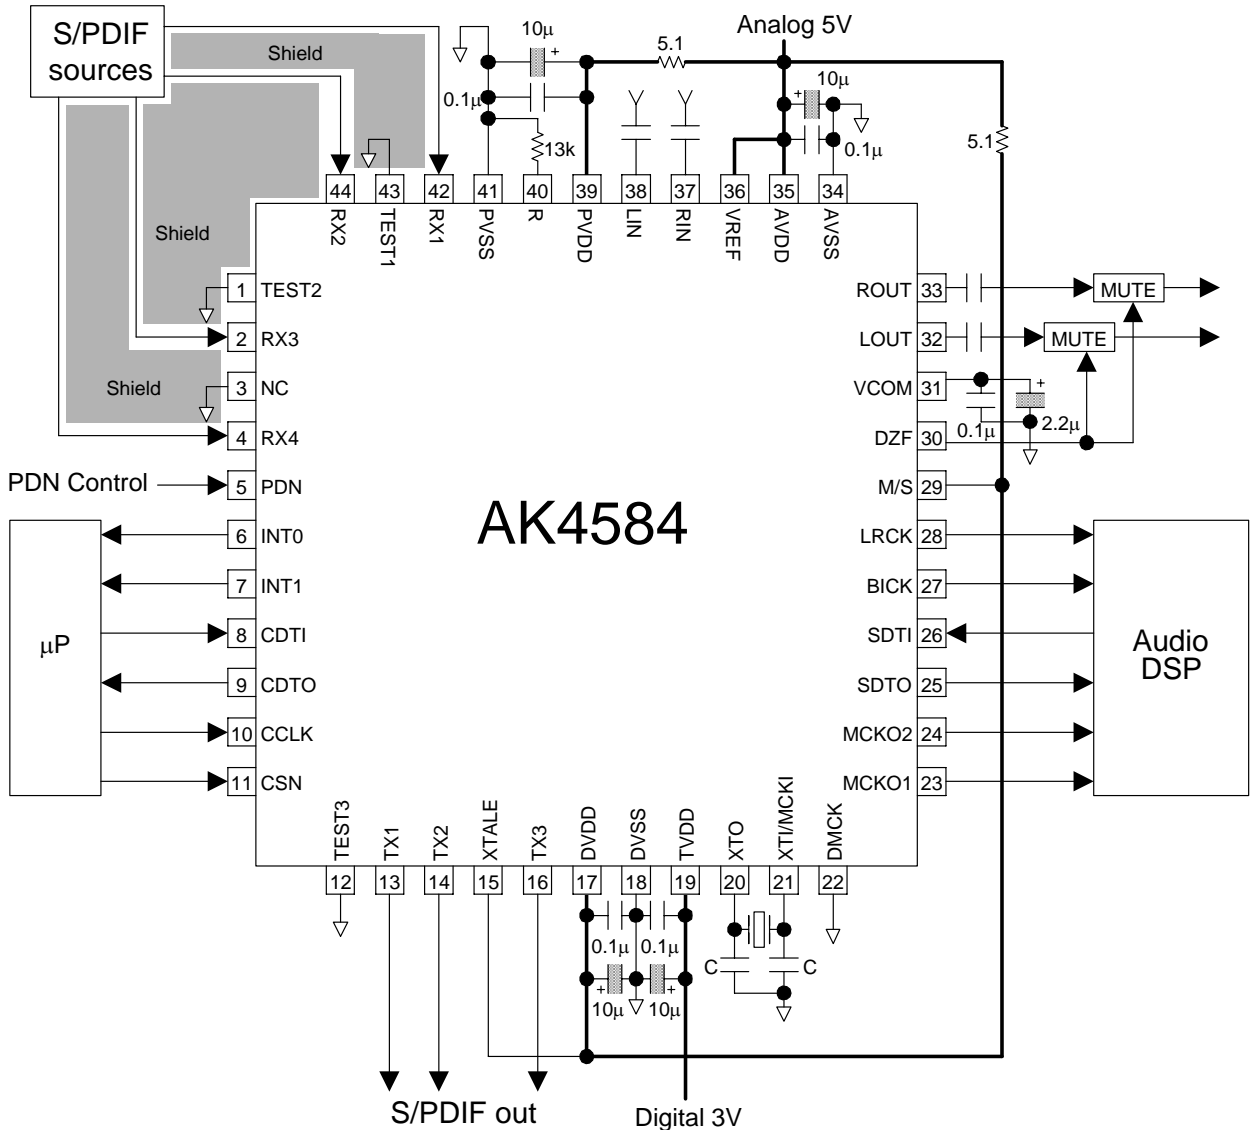 S/PDIF
sources
Shield
Shield
Shield
10µ
+
0.1µ
13k
5.1
Analog 5V
10µ
+
0.1µ
5.1
44 43 42 41 40 39 38 37 36 35 34
RX2 TEST1 RX1 PVSS R PVDD LIN RIN VREF AVDD AVSS
1 TEST2
2 RX3
3 NC
4 RX4
PDN Control
5 PDN
6 INT0
7 INT1
8 CDTI
9 CDTO
10 CCLK
11 CSN
µP
AK4584
ROUT 33
MUTE
LOUT 32
MUTE
VCOM 31
+
0.1µ 2.2µ
DZF 30
M/S 29
LRCK 28
BICK 27
SDTI 26
SDTO 25
MCKO2 24
MCKO1 23
Audio
DSP
TEST3 TX1 TX2 XTALE TX3 DVDD DVSS TVDD XTO XTI/MCKI DMCK
12 13 14 15 16 17 18 19 20 21 22
0.1µ 0.1µ
+ +
10µ 10µ
C C
S/PDIF out
Digital 3V